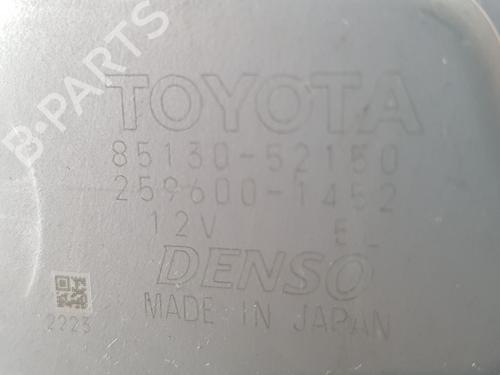 B-PARTS
TOYOTA
85130-52150
259600-1452
12V E
DENSO
MADE IN JAPAN
2223